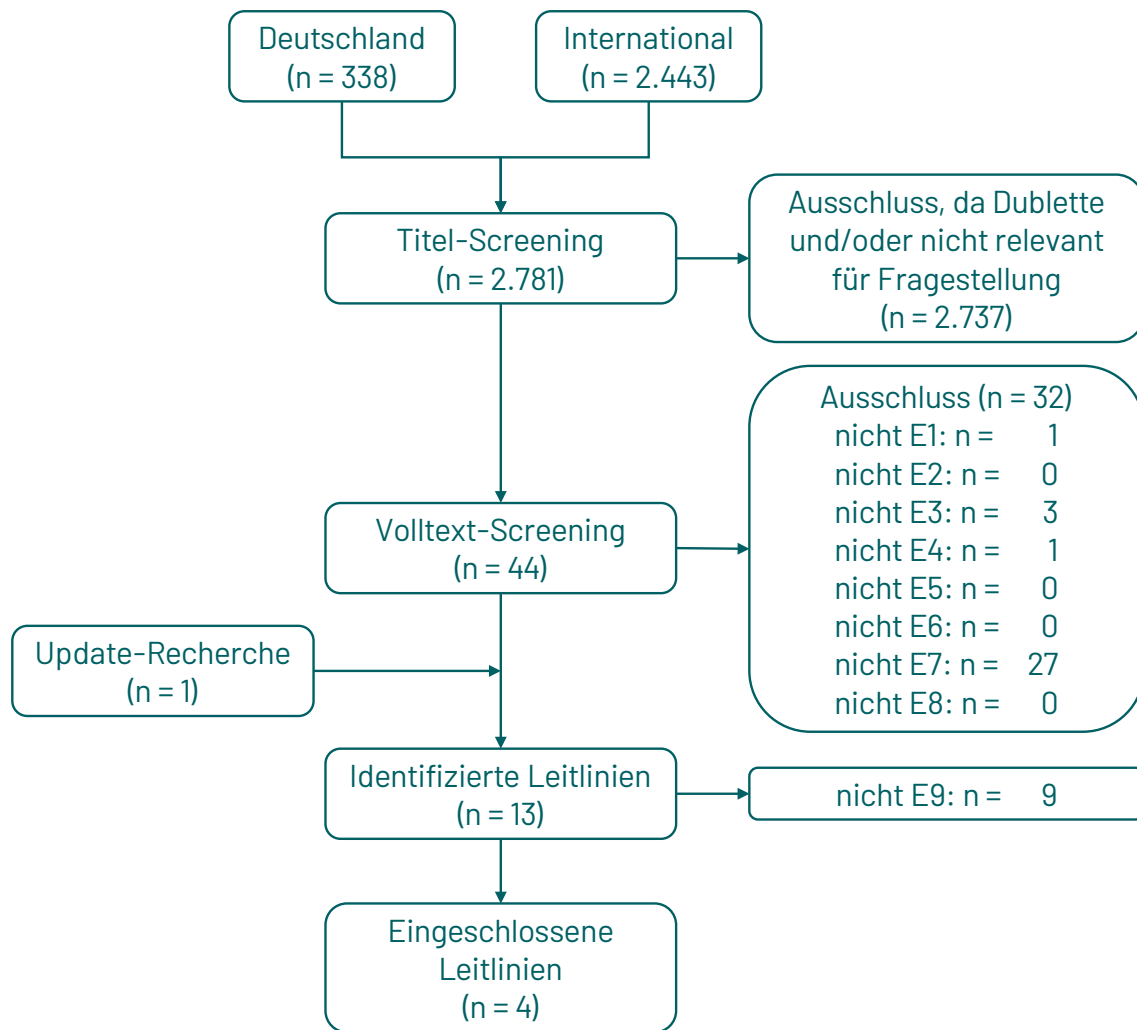 Deutschland
(n = 338)
International
(n = 2.443)
Titel-Screening
(n = 2.781)
Ausschluss, da Dublette
und/oder nicht relevant
für Fragestellung
(n = 2.737)
Volltext-Screening
(n = 44)
Ausschluss (n = 32)
nicht E1: n = 1
nicht E2: n = 0
nicht E3: n = 3
nicht E4: n = 1
nicht E5: n = 0
nicht E6: n = 0
nicht E7: n = 27
nicht E8: n = 0
Update-Recherche
(n = 1)
Identifizierte Leitlinien
(n = 13)
nicht E9: n = 9
Eingeschlossene
Leitlinien
(n = 4)